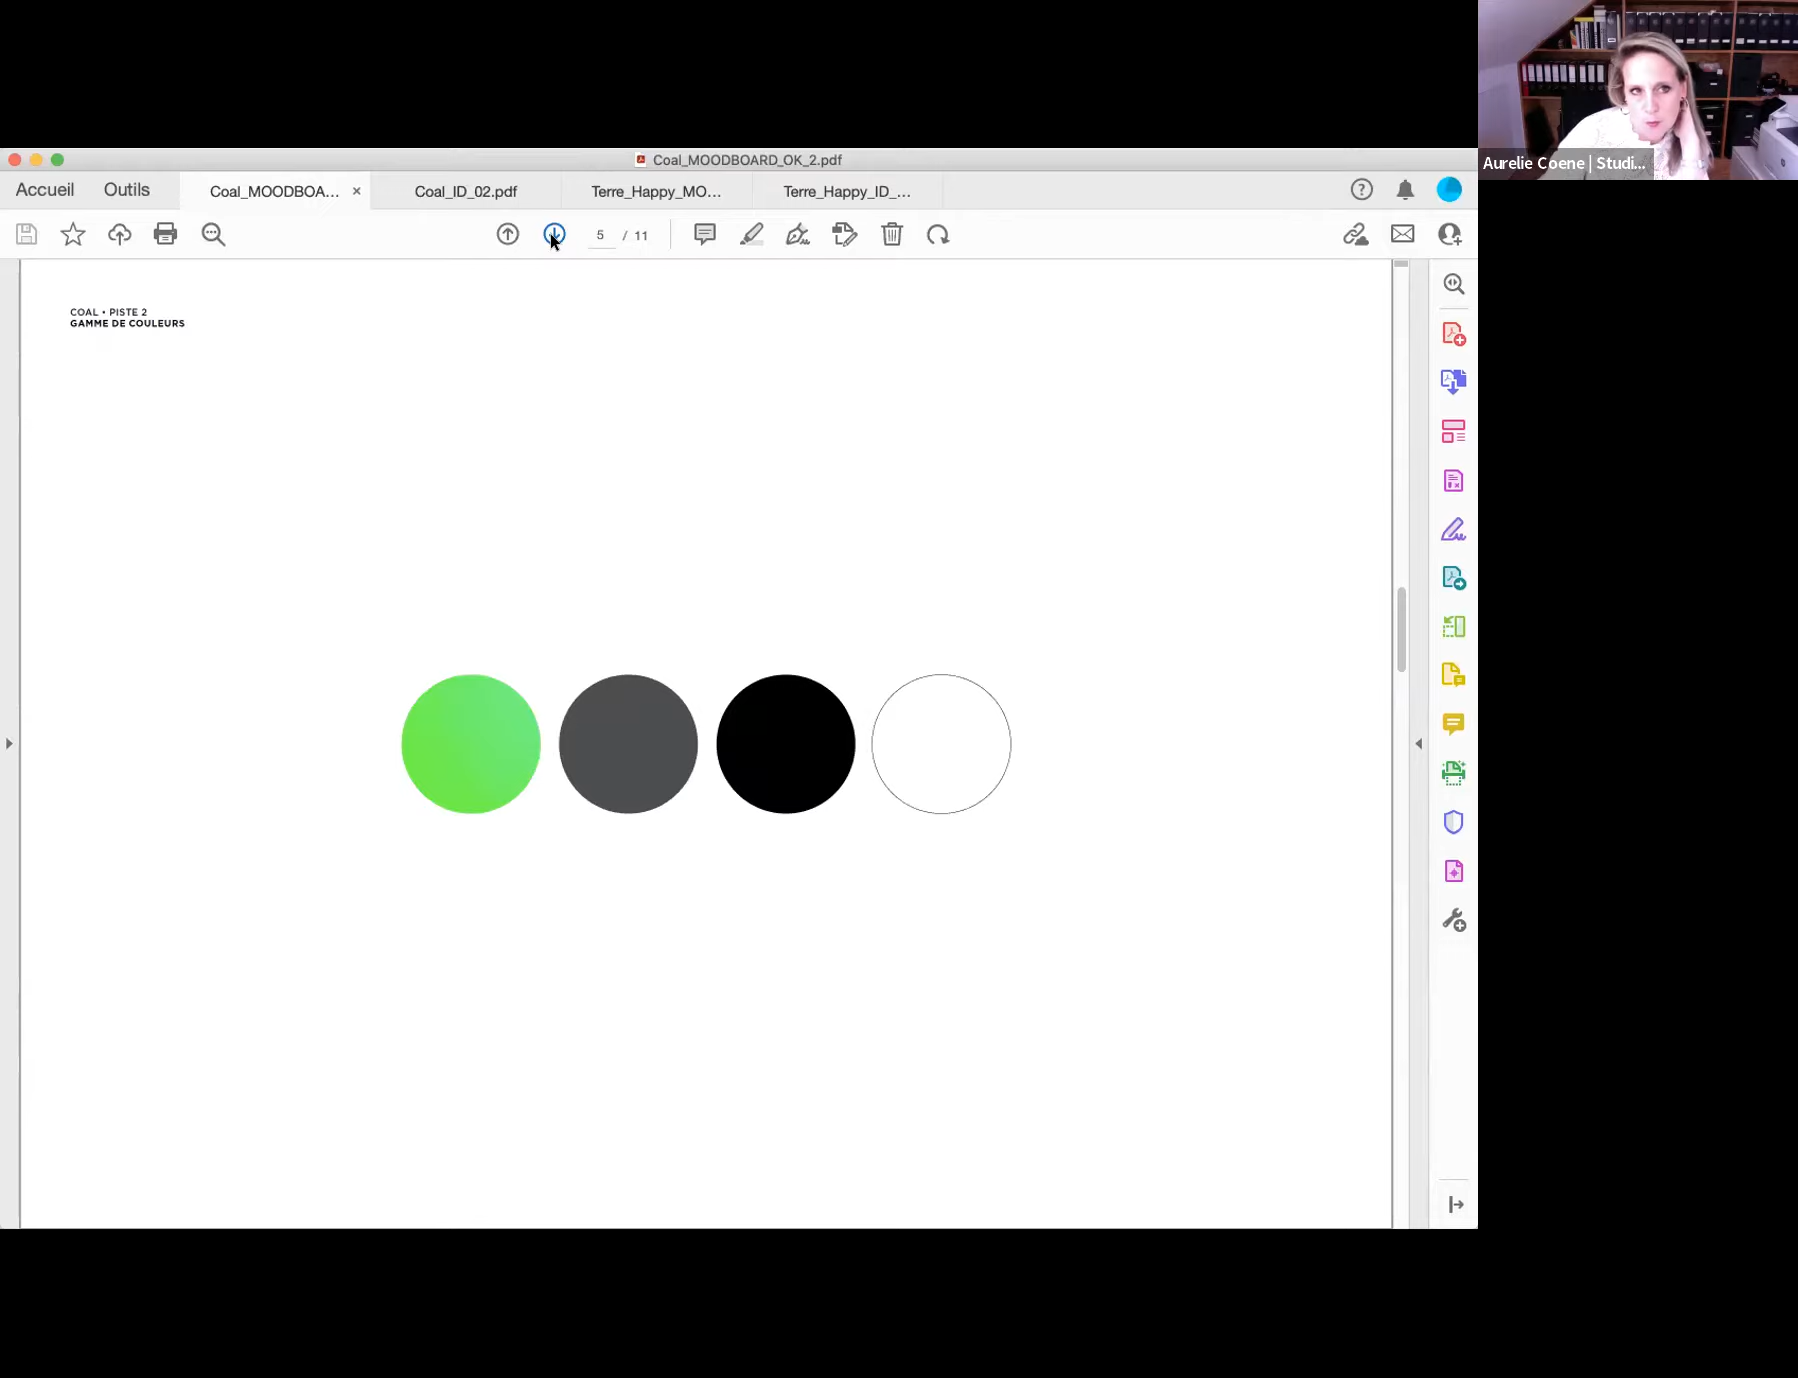 Coal_MOODBOARD_OK_2.pdf
Accueil
Outils
Coal_MOODBOA... ×
Coal_ID_02.pdf
Terre_Happy_MO...
Terre_Happy_ID_...
5 / 11
COAL • PISTE 2
GAMME DE COULEURS
Aurelie Coene | Studi...